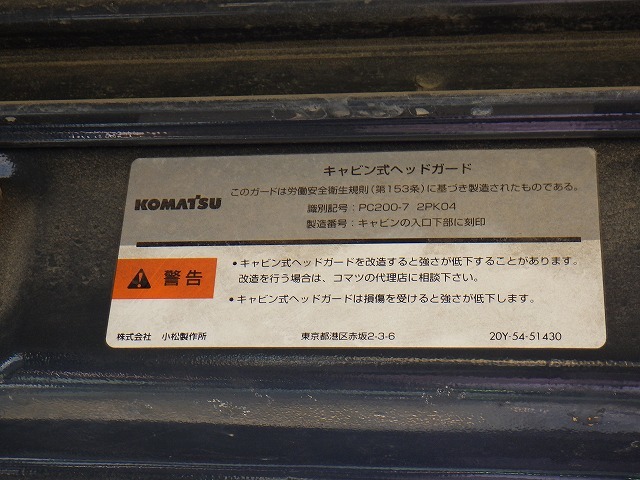 キャビン式ヘッドガード
このガードは労働安全衛生規則(第153条)に基づき製造されたものである。
KOMATSU
識別記号:PC200-7 2PK04
製造番号:キャビンの入口下部に刻印
警告
•キャビン式ヘッドガードを改造すると強さが低下することがあります。
改造を行う場合は、コマツの代理店に相談下さい。
•キャビン式ヘッドガードは損傷を受けると強さが低下します。
株式会社 小松製作所 東京都港区赤坂2-3-6 20Y-54-51430